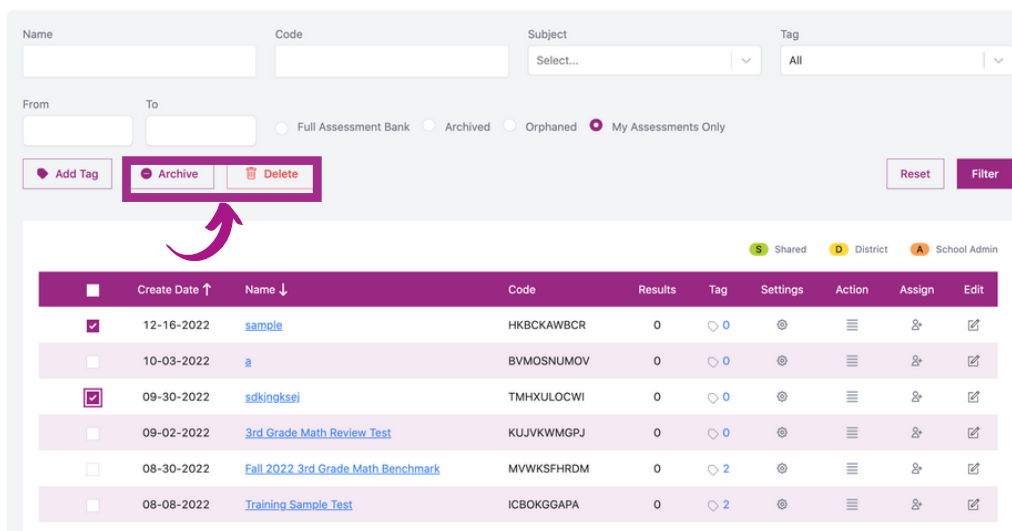 Name Code Subject Tag
Select... All
From To
Full Assessment Bank Archived Orphaned My Assessments Only
Add Tag Archive Delete Reset Filter
S Shared D District A School Admin
Create Date ↑ Name ↓ Code Results Tag Settings Action Assign Edit
12-16-2022 sample HKBCKAWBCR 0 0
10-03-2022 a BVMOSNUMOV 0 0
09-30-2022 sdkjngksej TMHXULOCWI 0 0
09-02-2022 3rd Grade Math Review Test KUJVKWMGPJ 0 0
08-30-2022 Fall 2022 3rd Grade Math Benchmark MVWKSFHRDM 0 2
08-08-2022 Training Sample Test ICBOKGGAPA 0 2